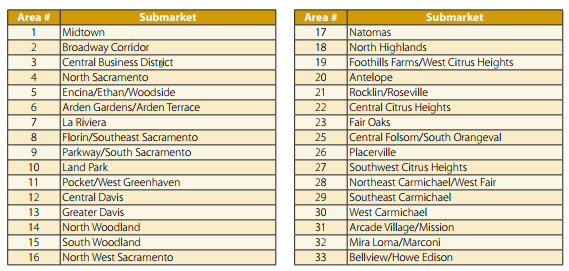 Area # Submarket
1 Midtown
2 Broadway Corridor
3 Central Business District
4 North Sacramento
5 Encina/Ethan/Woodside
6 Arden Gardens/Arden Terrace
7 La Riviera
8 Florin/Southeast Sacramento
9 Parkway/South Sacramento
10 Land Park
11 Pocket/West Greenhaven
12 Central Davis
13 Greater Davis
14 North Woodland
15 South Woodland
16 North West Sacramento
Area # Submarket
17 Natomas
18 North Highlands
19 Foothills Farms/West Citrus Heights
20 Antelope
21 Rocklin/Roseville
22 Central Citrus Heights
23 Fair Oaks
25 Central Folsom/South Orangeval
26 Placerville
27 Southwest Citrus Heights
28 Northeast Carmichael/West Fair
29 Southeast Carmichael
30 West Carmichael
31 Arcade Village/Mission
32 Mira Loma/Marconi
33 Bellview/Howe Edison